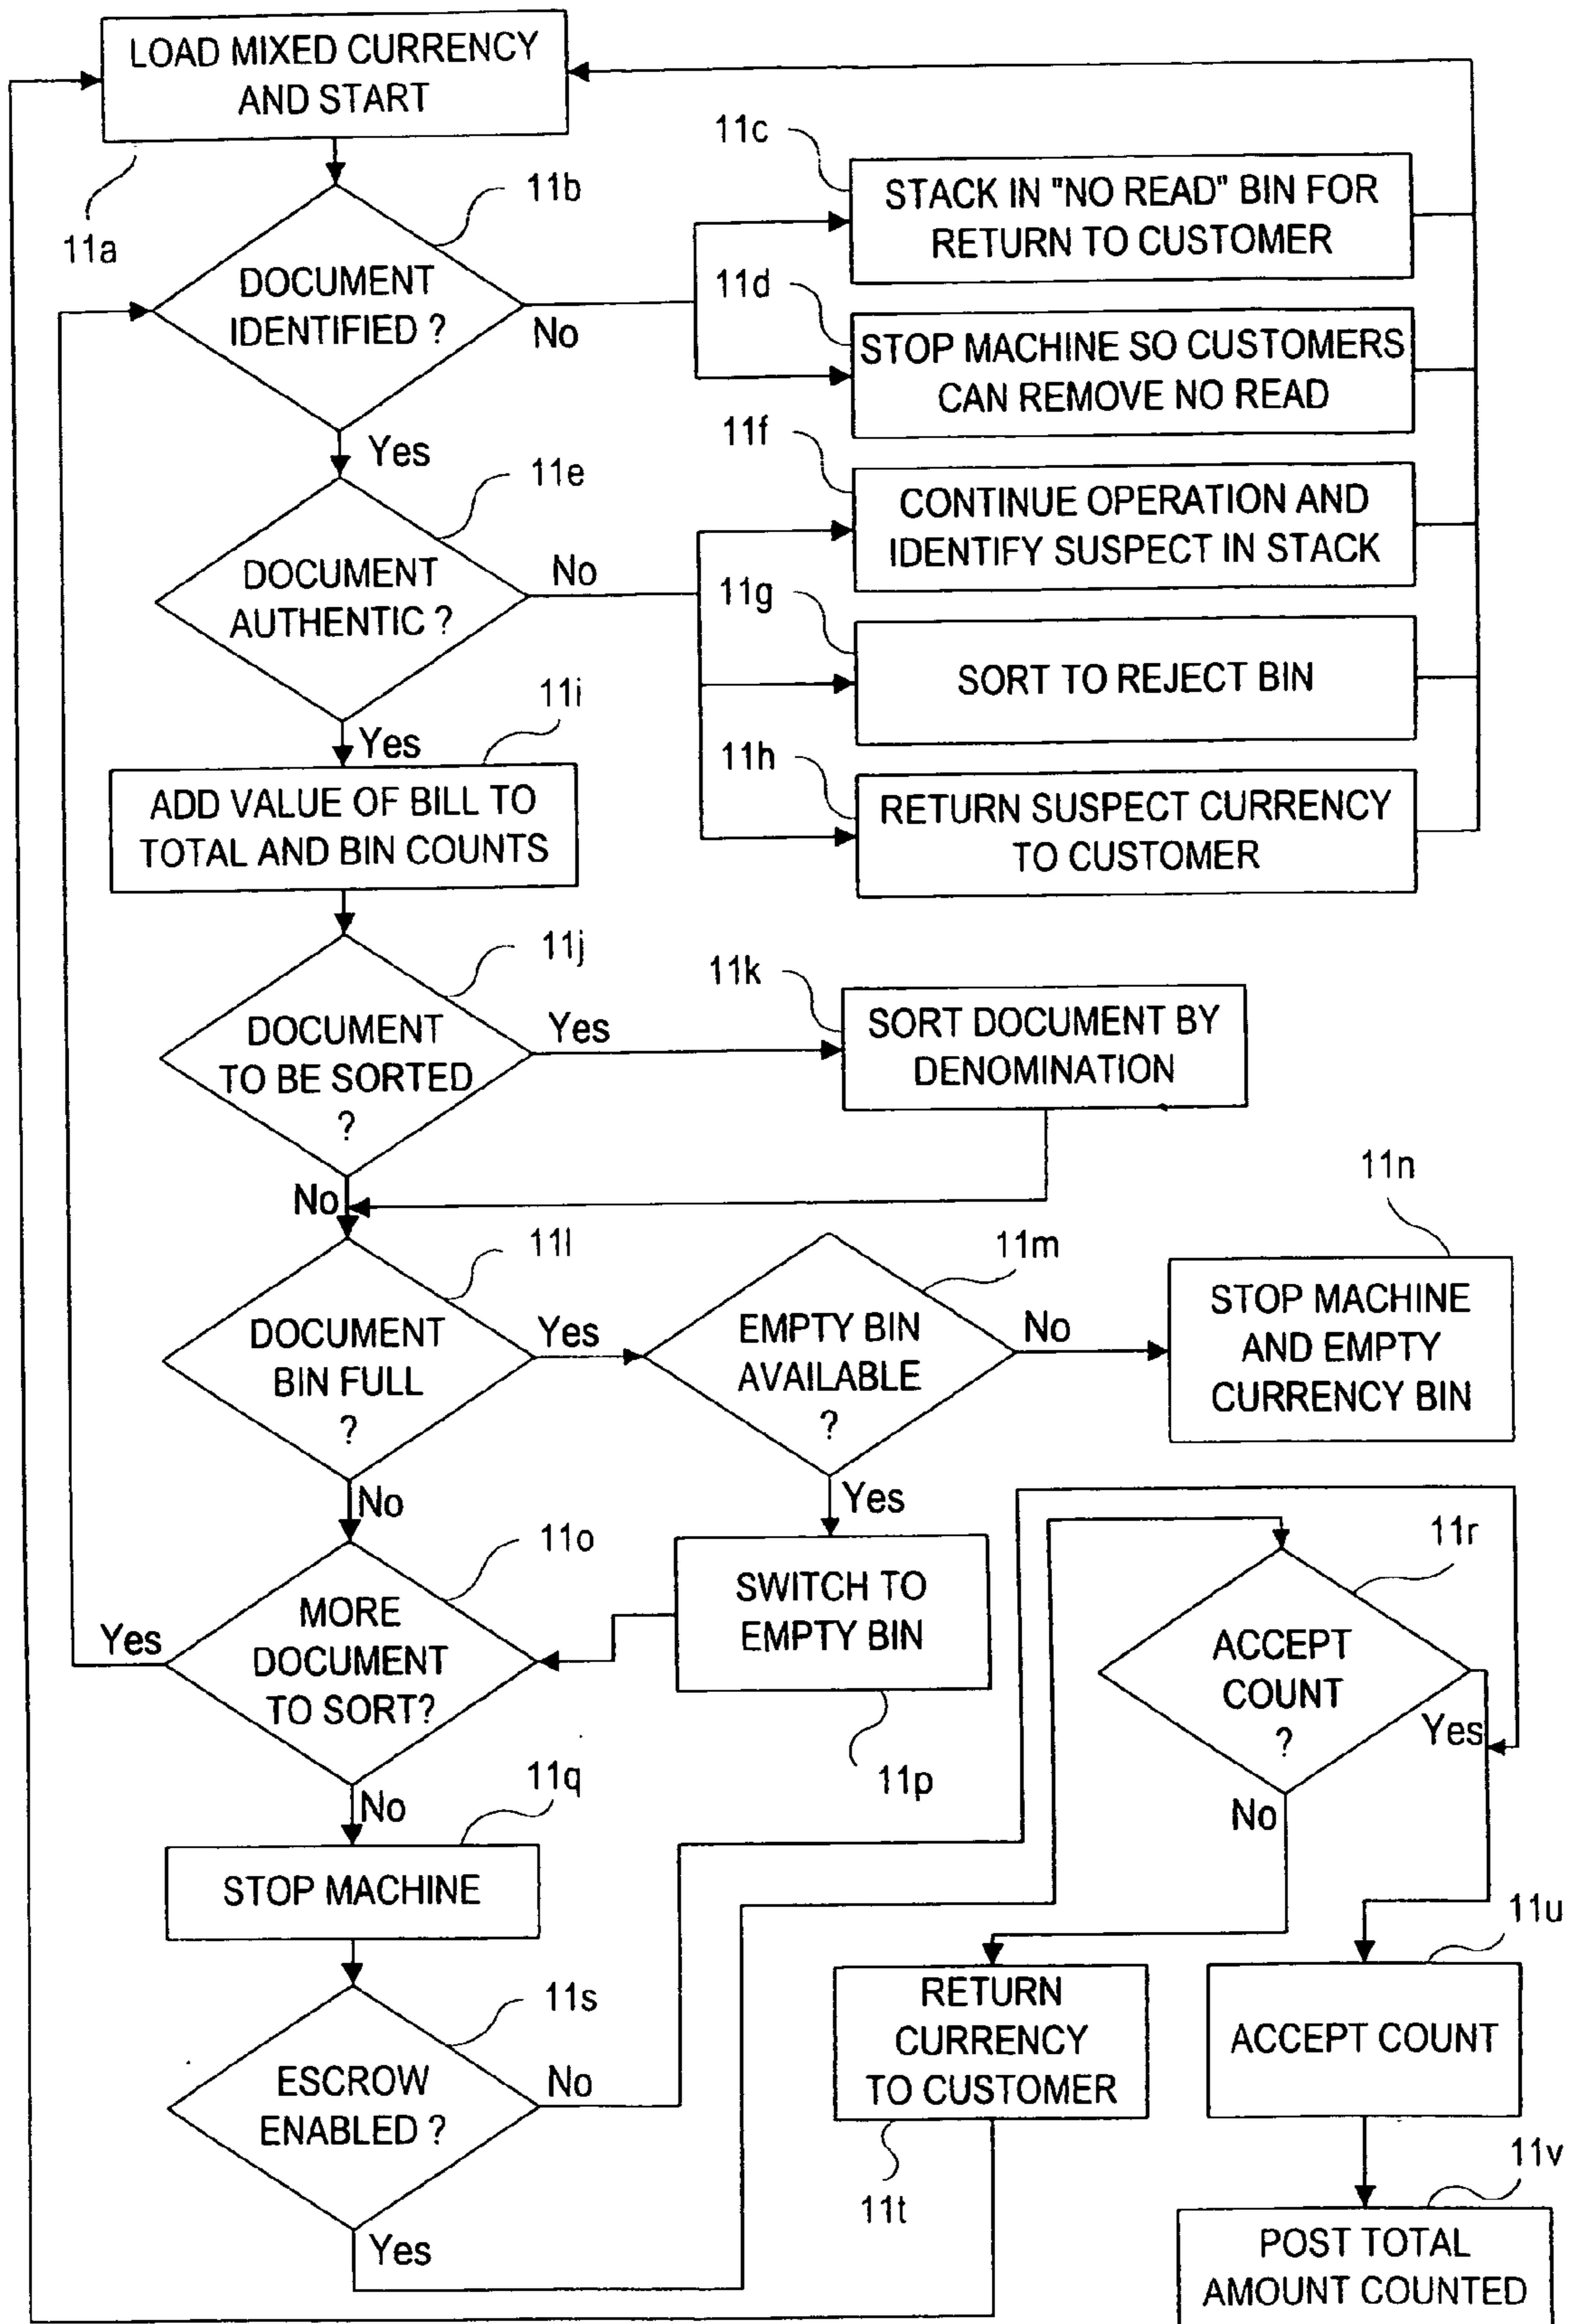 LOAD MIXED CURRENCY
AND START
11a
11b
DOCUMENT
IDENTIFIED ?
No
Yes
11c
STACK IN "NO READ" BIN FOR
RETURN TO CUSTOMER
11d
STOP MACHINE SO CUSTOMERS
CAN REMOVE NO READ
11e
DOCUMENT
AUTHENTIC ?
No
Yes
11f
CONTINUE OPERATION AND
IDENTIFY SUSPECT IN STACK
11g
SORT TO REJECT BIN
11h
RETURN SUSPECT CURRENCY
TO CUSTOMER
11i
ADD VALUE OF BILL TO
TOTAL AND BIN COUNTS
11j
DOCUMENT
TO BE SORTED
?
Yes
No
11k
SORT DOCUMENT BY
DENOMINATION
11l
DOCUMENT
BIN FULL
?
Yes
No
11m
EMPTY BIN
AVAILABLE
?
No
Yes
11n
STOP MACHINE
AND EMPTY
CURRENCY BIN
11o
MORE
DOCUMENT
TO SORT?
Yes
No
SWITCH TO
EMPTY BIN
11p
11r
ACCEPT
COUNT
?
Yes
No
11q
STOP MACHINE
11s
ESCROW
ENABLED ?
No
Yes
RETURN
CURRENCY
TO CUSTOMER
11t
11u
ACCEPT COUNT
11v
POST TOTAL
AMOUNT COUNTED